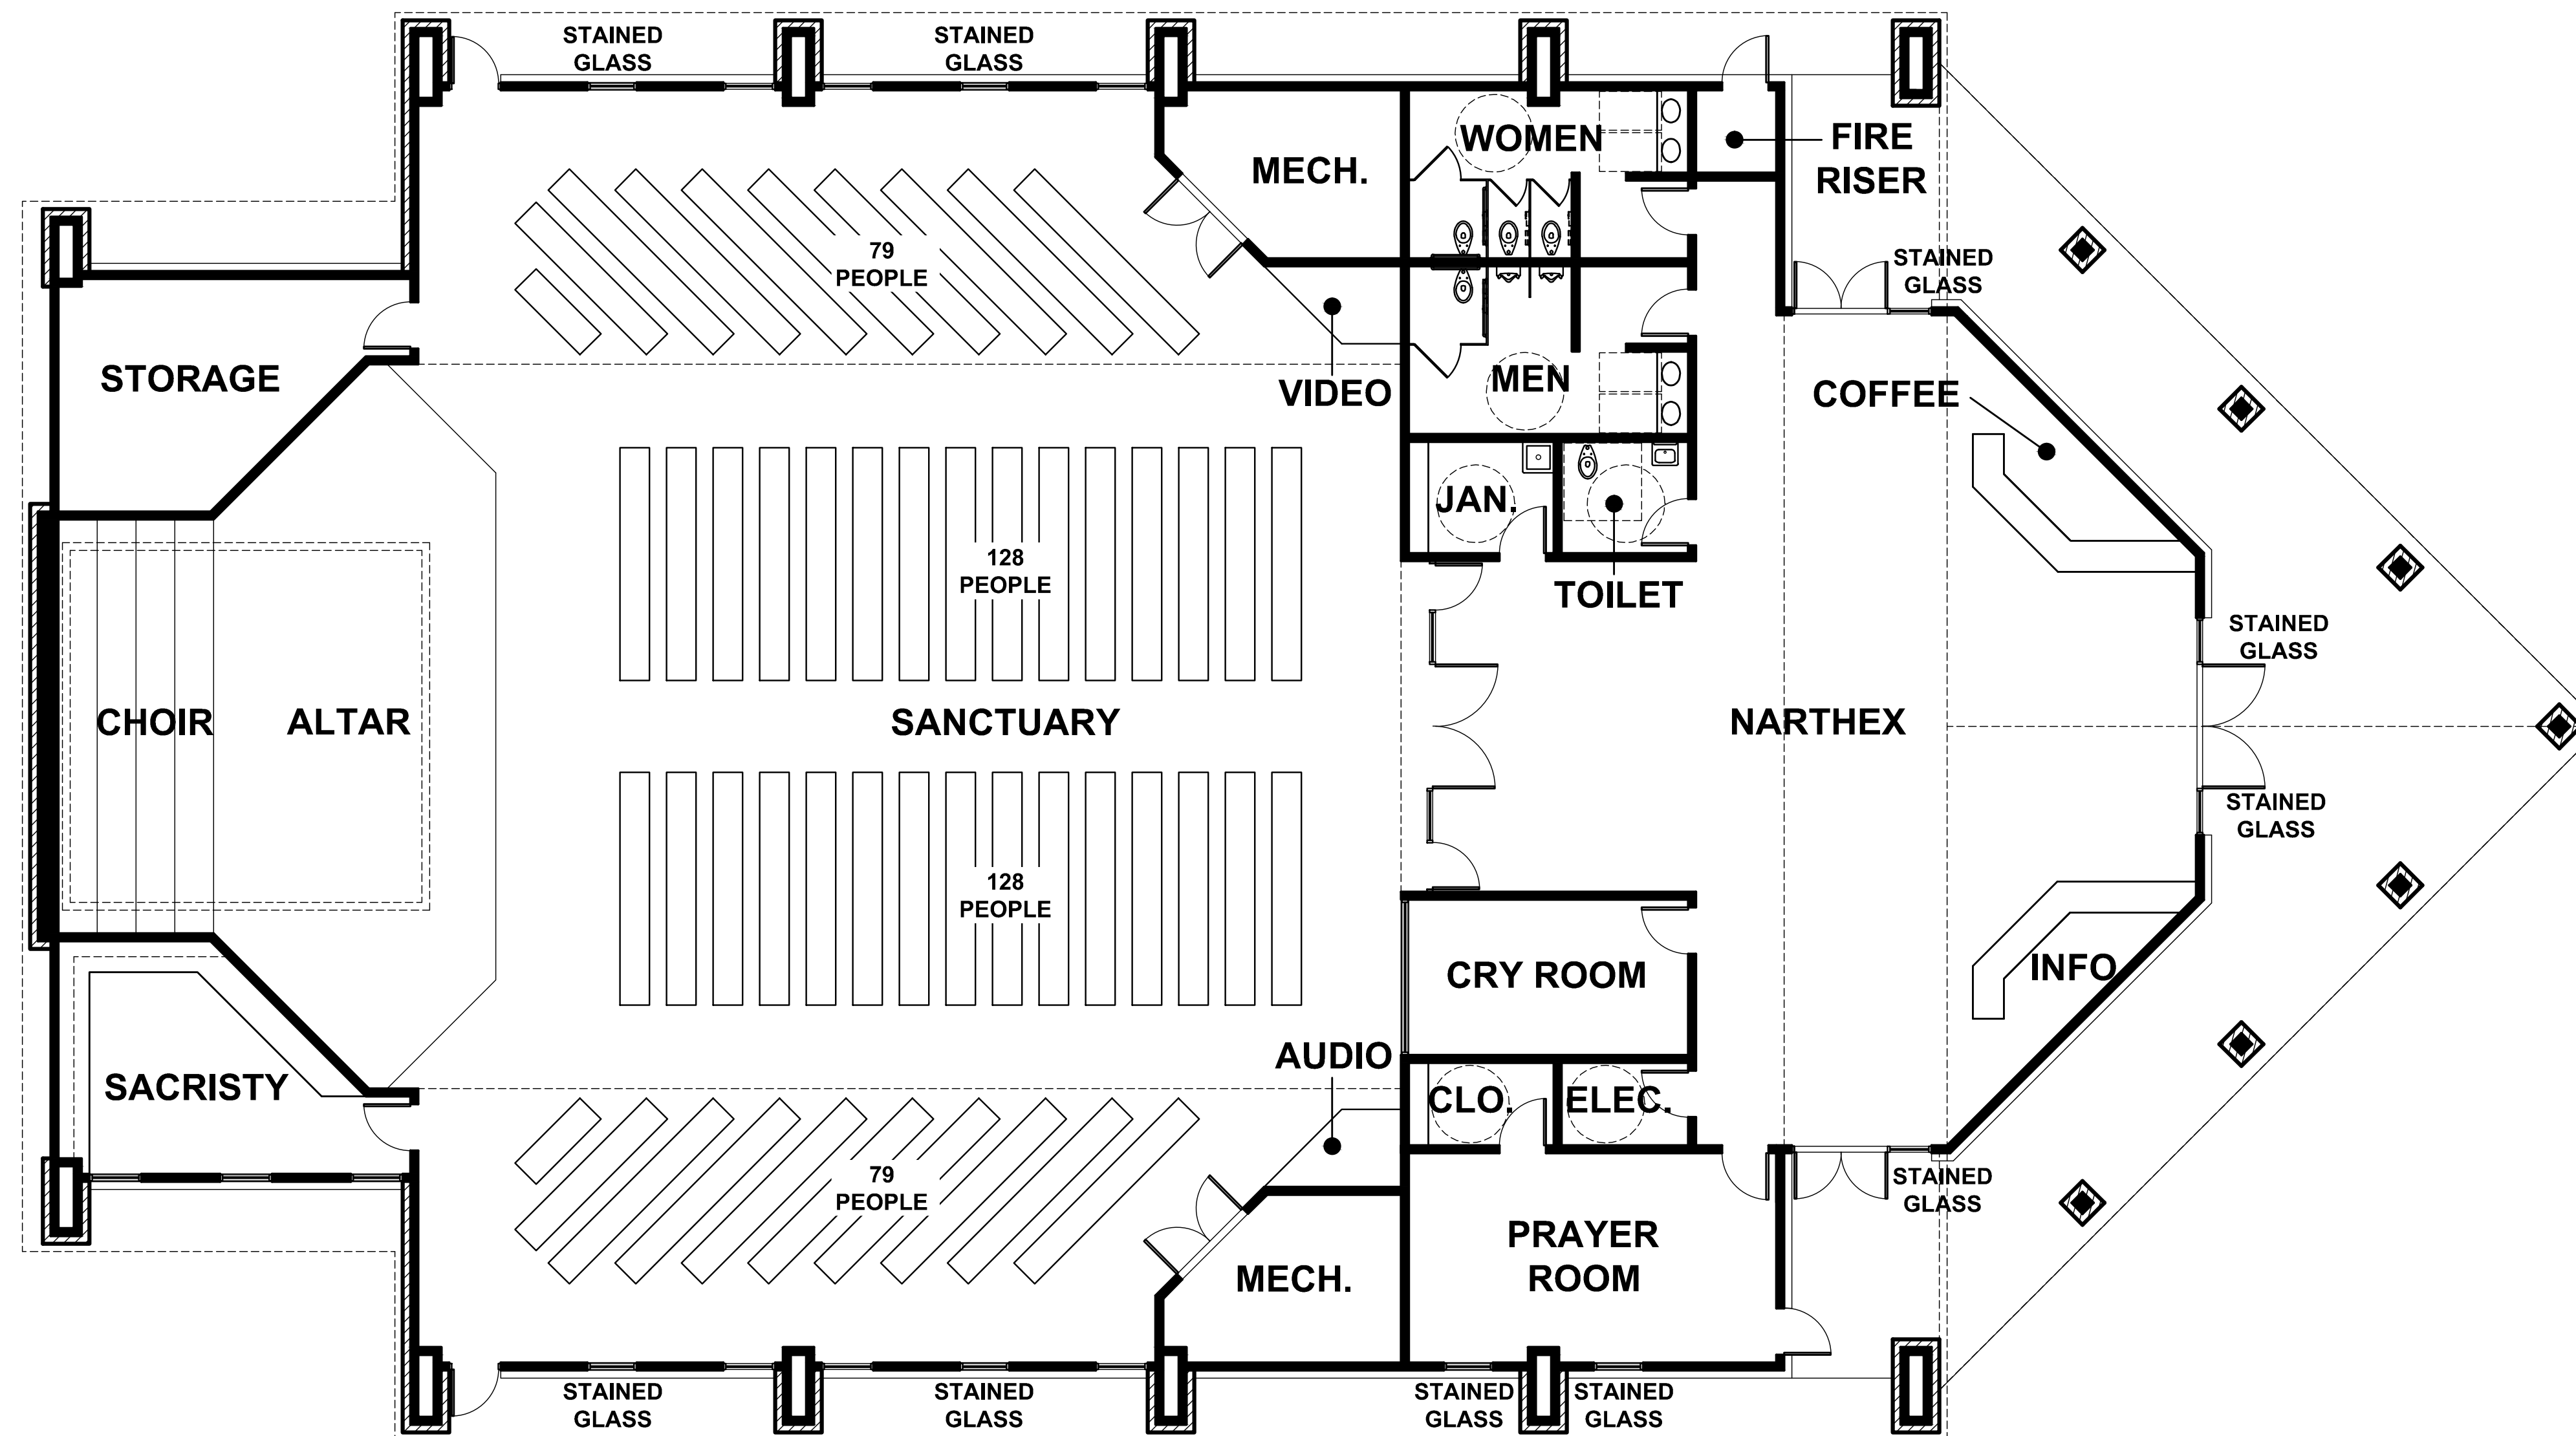 STAINED
GLASS
STAINED
GLASS
WOMEN
FIRE
RISER
MECH.
79
PEOPLE
STAINED
GLASS
STORAGE
VIDEO
MEN
COFFEE
JAN.
128
PEOPLE
TOILET
STAINED
GLASS
CHOIR
ALTAR
SANCTUARY
NARTHEX
STAINED
GLASS
128
PEOPLE
CRY ROOM
INFO
AUDIO
SACRISTY
CLO.
ELEC.
79
PEOPLE
STAINED
GLASS
PRAYER
ROOM
MECH.
STAINED
GLASS
STAINED
GLASS
STAINED
GLASS
STAINED
GLASS